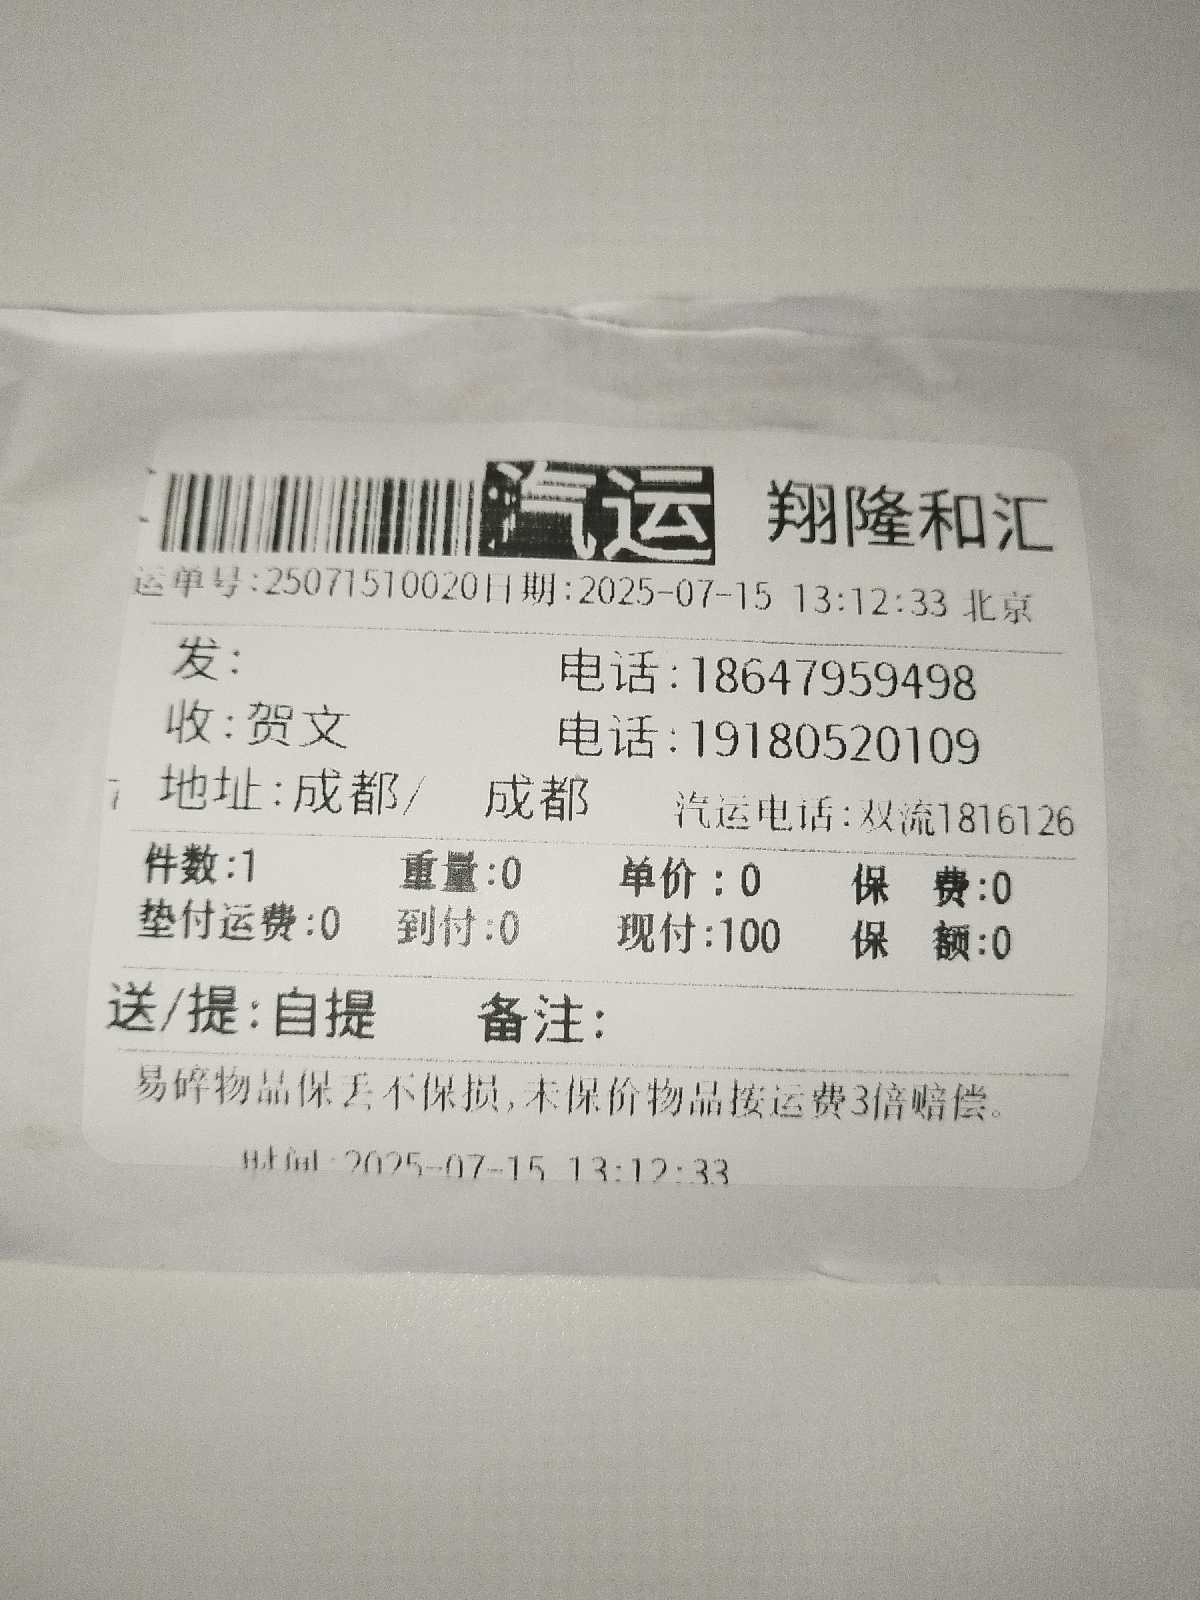 汽运 翔隆和汇
运单号:25071510020日期:2025-07-15 13:12:33 北京
发: 电话:18647959498
收:贺文 电话:19180520109
地址:成都/ 成都 汽运电话:双流1816126
件数:1 重量:0 单价:0 保 费:0
垫付运费:0 到付:0 现付:100 保 额:0
送/提:自提 备注:
易碎物品保丢不保损,未保价物品按运费3倍赔偿。
时间:2025-07-15 13:12:33